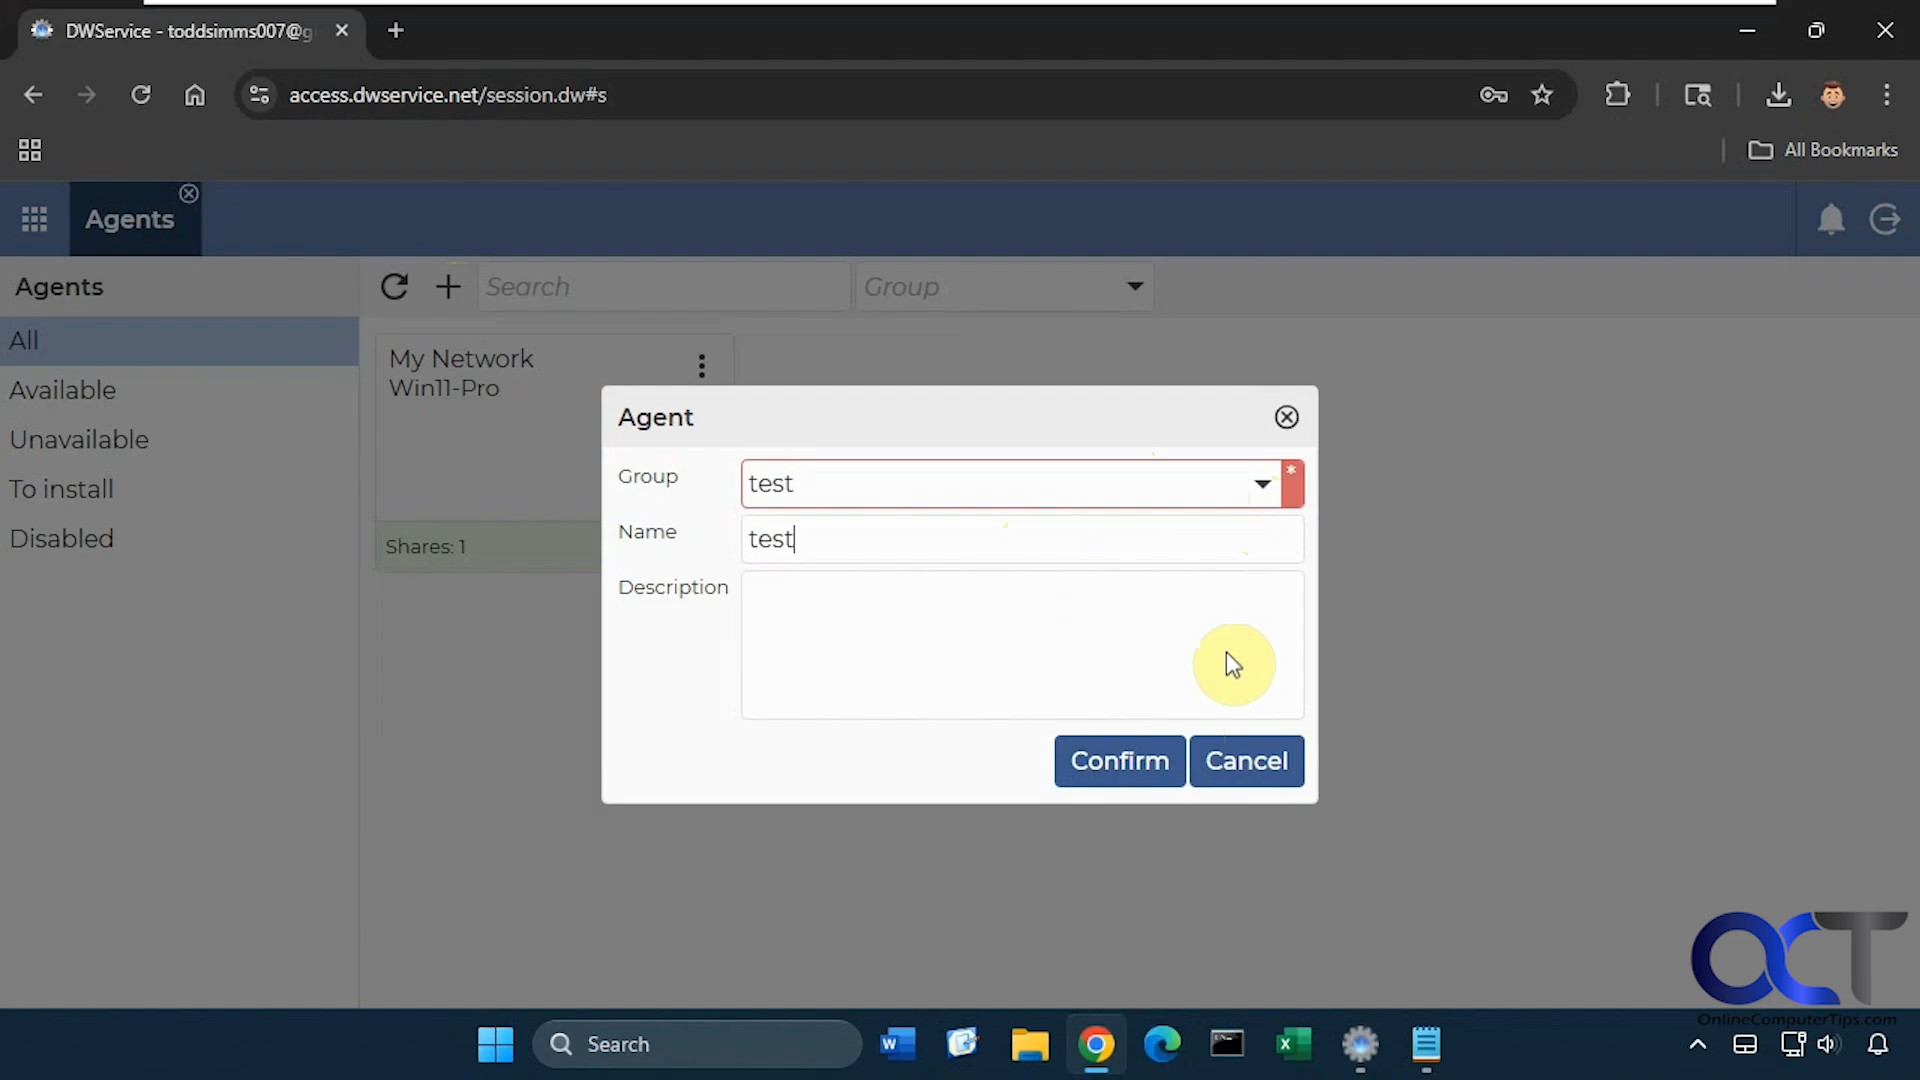 DWService - toddsimms007@g
access.dwservice.net/session.dw#s
All Bookmarks
Agents
Agents
Search
Group
All
Available
Unavailable
To install
Disabled
My Network
Win11-Pro
Shares: 1
Agent
Group
test
*
Name
test
Description
Confirm
Cancel
OCT
OnlineComputerTips.com
Search